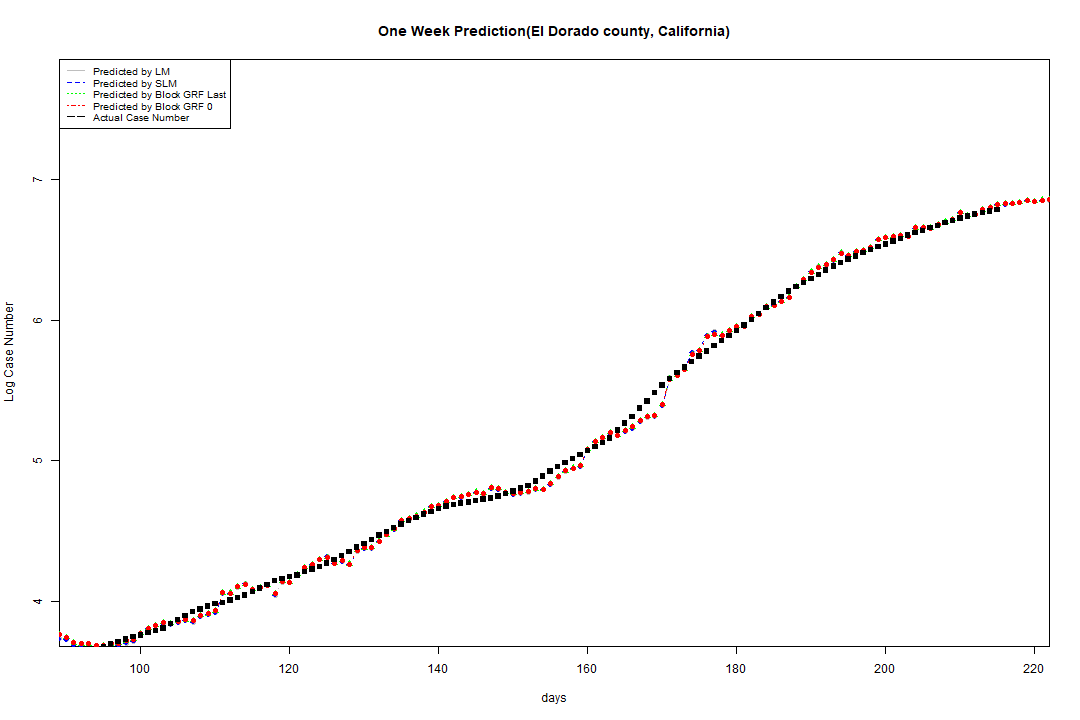 One Week Prediction(El Dorado county, California)
Predicted by LM
Predicted by SLM
Predicted by Block GRF Last
Predicted by Block GRF 0
Actual Case Number
7
6
5
4
Log Case Number
100 120 140 160 180 200 220
days